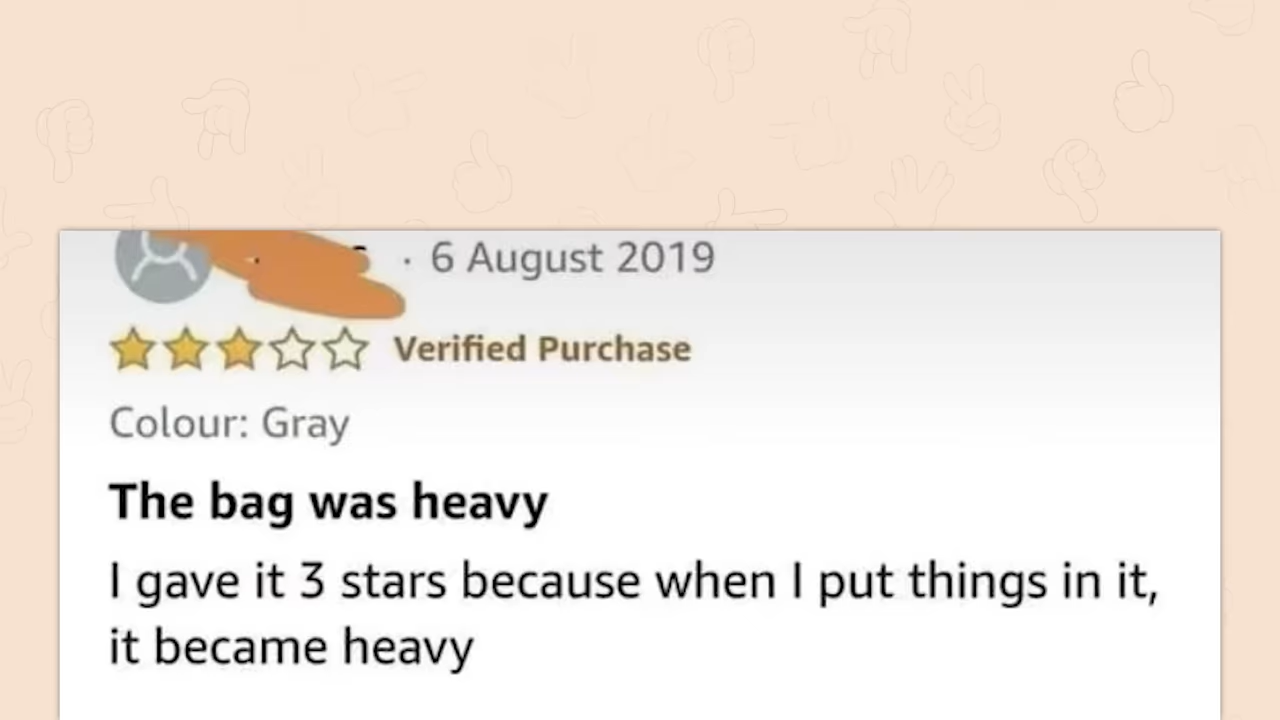 · 6 August 2019
Verified Purchase
Colour: Gray
The bag was heavy
I gave it 3 stars because when I put things in it,
it became heavy